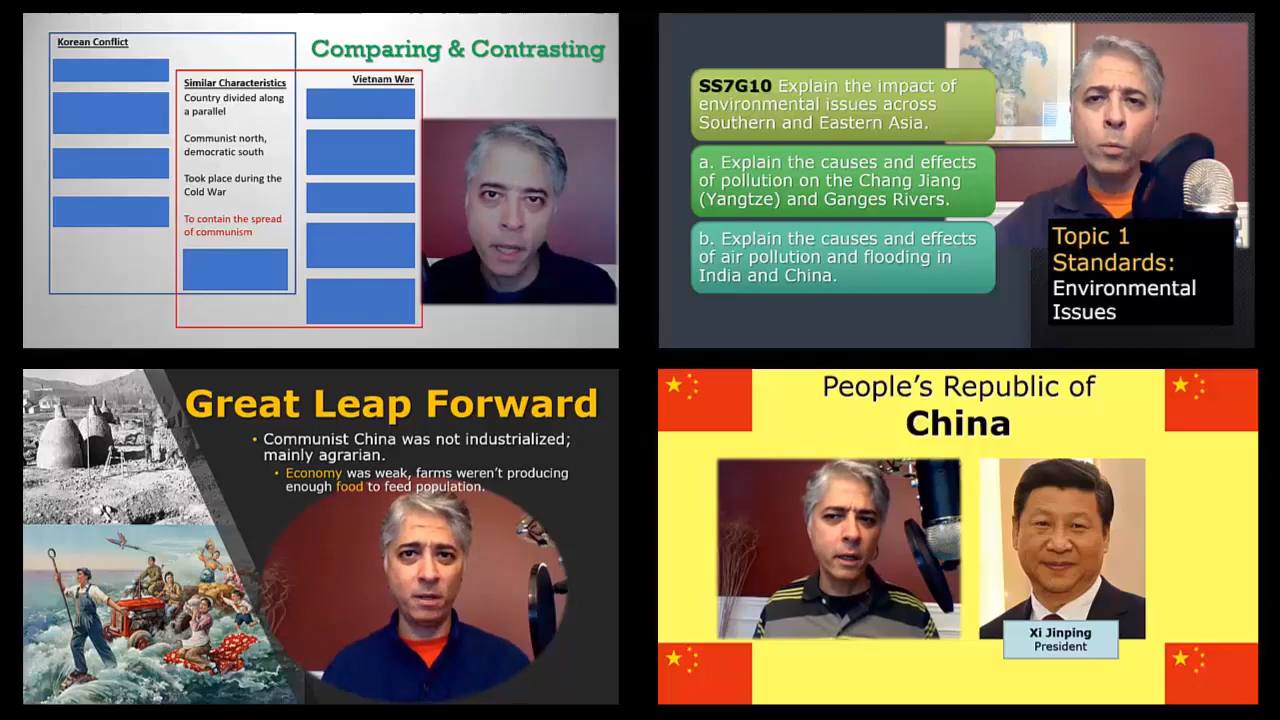 Comparing & Contrasting
Korean Conflict
Similar Characteristics
Country divided along
a parallel
Communist north,
democratic south
Took place during the
Cold War
To contain the spread
of communism
Vietnam War
SS7G10 Explain the impact of
environmental issues across
Southern and Eastern Asia.
a. Explain the causes and effects
of pollution on the Chang Jiang
(Yangtze) and Ganges Rivers.
b. Explain the causes and effects
of air pollution and flooding in
India and China.
Topic 1
Standards:
Environmental
Issues
Great Leap Forward
• Communist China was not industrialized;
mainly agrarian.
• Economy was weak, farms weren't producing
enough food to feed population.
People's Republic of
China
Xi Jinping
President